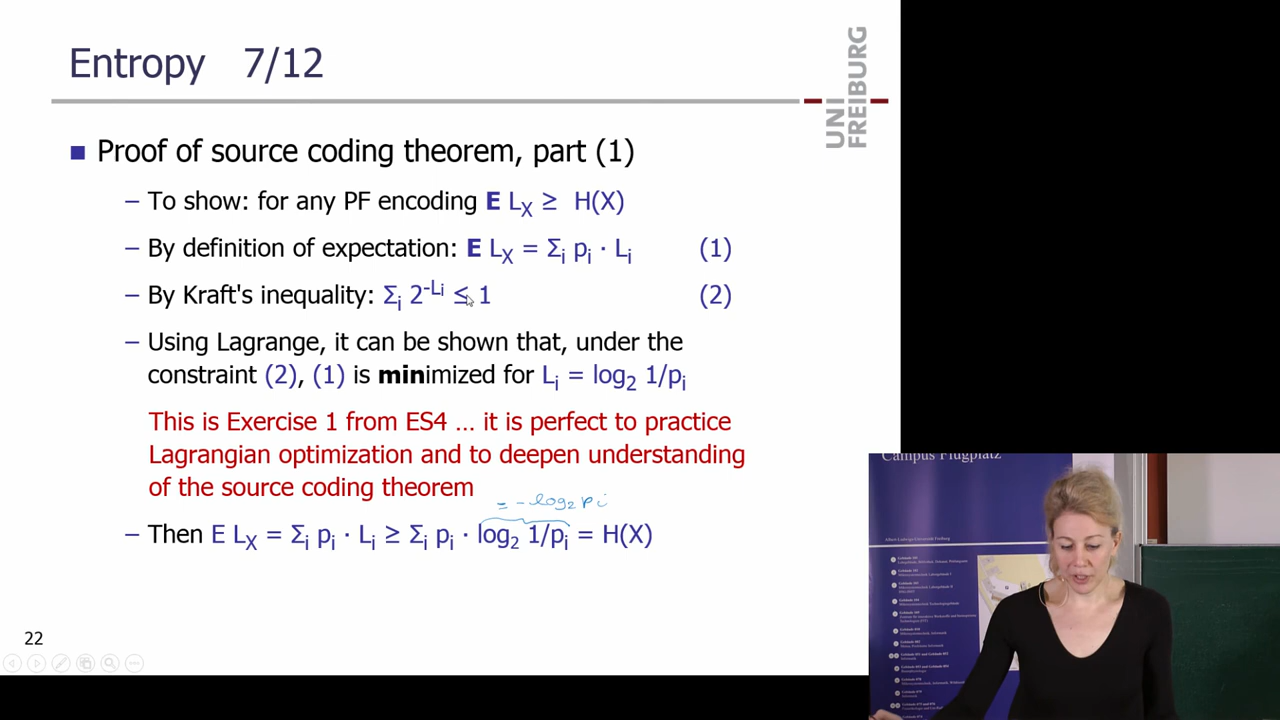 Entropy 7/12
UNI
FREIBURG
■ Proof of source coding theorem, part (1)
– To show: for any PF encoding E L_X ≥ H(X)
– By definition of expectation: E L_X = Σ_i p_i · L_i (1)
– By Kraft's inequality: Σ_i 2^-L_i ≤ 1 (2)
– Using Lagrange, it can be shown that, under the
constraint (2), (1) is minimized for L_i = log_2 1/p_i
This is Exercise 1 from ES4 … it is perfect to practice
Lagrangian optimization and to deepen understanding
of the source coding theorem
= -log_2 p_i
– Then E L_X = Σ_i p_i · L_i ≥ Σ_i p_i · log_2 1/p_i = H(X)
22
Campus Flugplatz